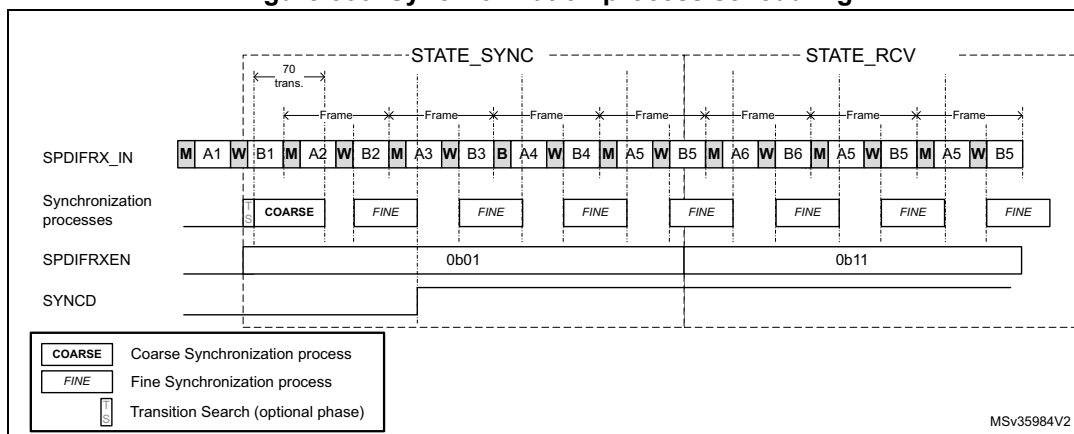 STATE_SYNC STATE_RCV
70
trans.
Frame Frame Frame Frame Frame Frame Frame
SPDIFRX_IN M A1 W B1 M A2 W B2 M A3 W B3 B A4 W B4 M A5 W B5 M A6 W B6 M A5 W B5 M A5 W B5
Synchronization
processes
TS COARSE FINE FINE FINE FINE FINE FINE FINE
SPDIFRXEN 0b01 0b11
SYNCD
COARSE Coarse Synchronization process
FINE Fine Synchronization process
TS Transition Search (optional phase)
MSv35984V2